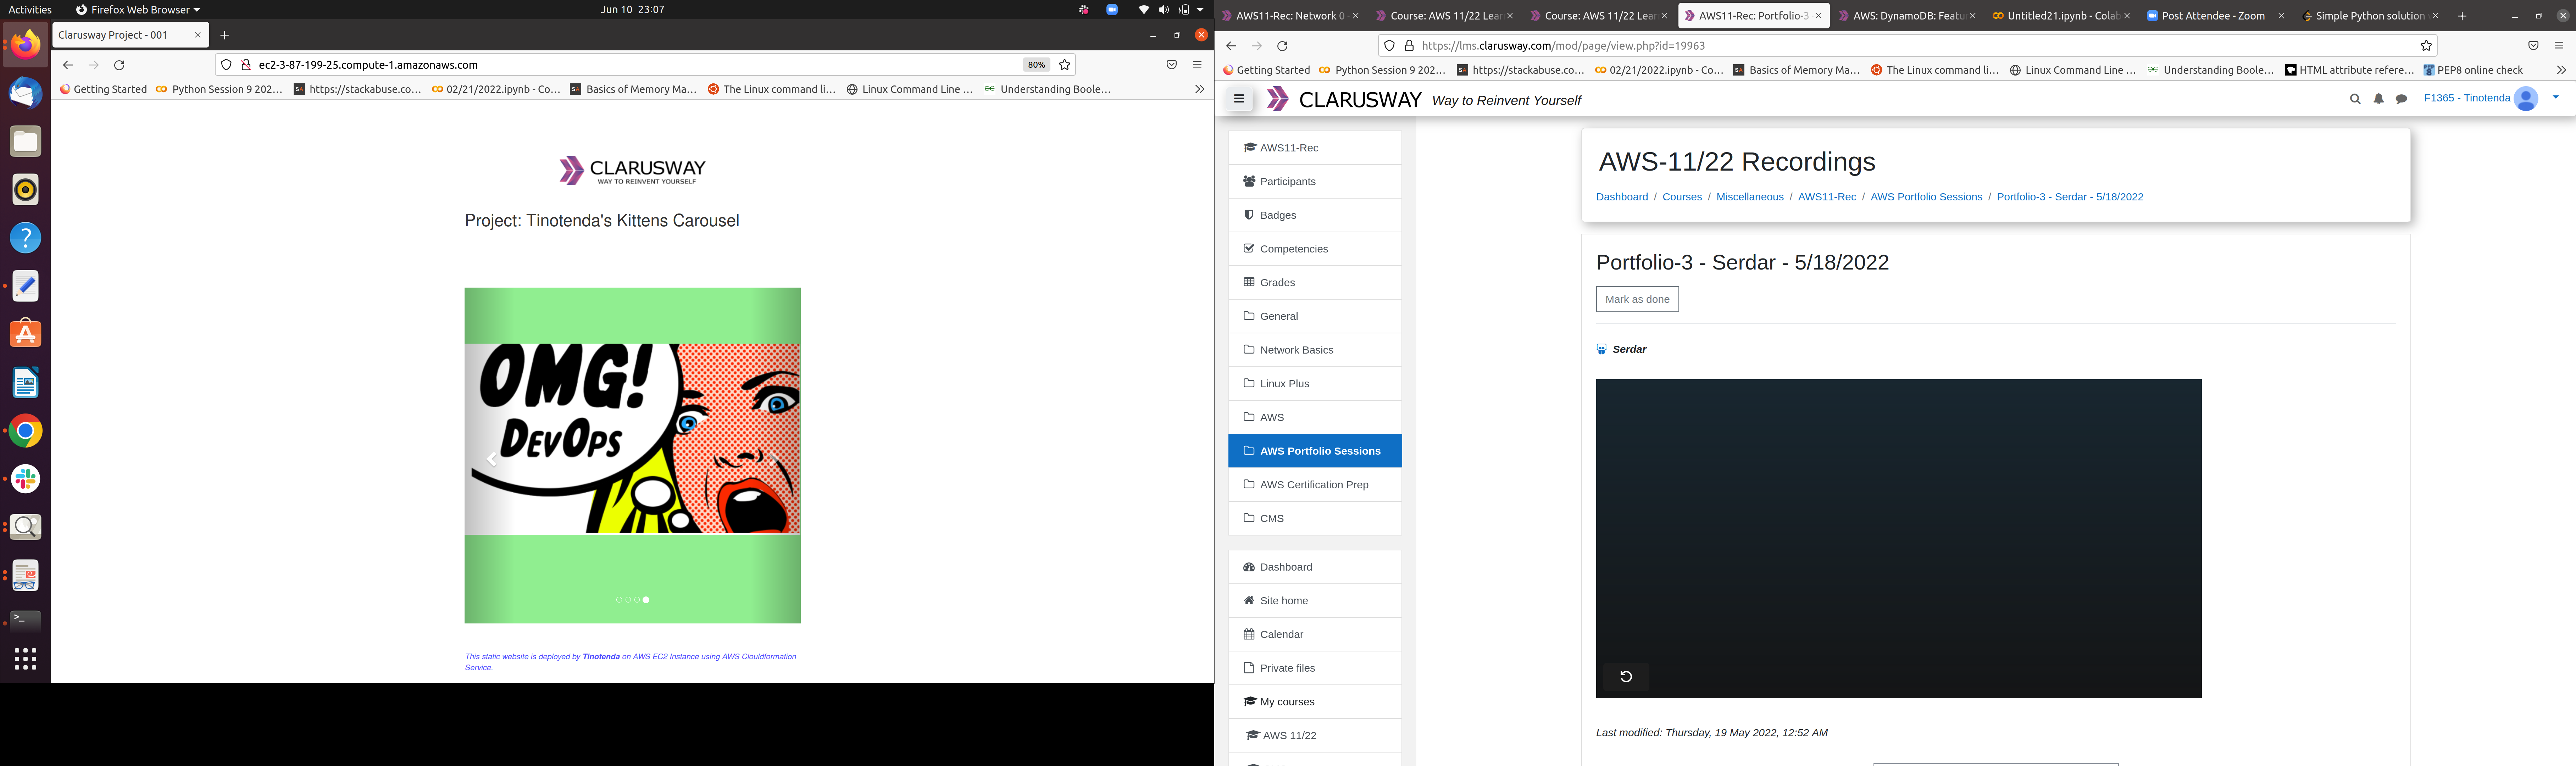 Activities
Firefox Web Browser
Jun 10 23:07
Clarusway Project - 001
ec2-3-87-199-25.compute-1.amazonaws.com
80%
Getting Started
Python Session 9 202...
https://stackabuse.co...
02/21/2022.ipynb - Co...
Basics of Memory Ma...
The Linux command li...
Linux Command Line ...
Understanding Boole...
CLARUSWAY
WAY TO REINVENT YOURSELF
Project: Tinotenda's Kittens Carousel
OMG!
DEVOPS
This static website is deployed by Tinotenda on AWS EC2 Instance using AWS Clouldformation
Service.
AWS11-Rec: Network 0
Course: AWS 11/22 Lear
Course: AWS 11/22 Lear
AWS11-Rec: Portfolio-3
AWS: DynamoDB: Featu
Untitled21.ipynb - Colab
Post Attendee - Zoom
Simple Python solution
https://lms.clarusway.com/mod/page/view.php?id=19963
Getting Started
Python Session 9 202...
https://stackabuse.co...
02/21/2022.ipynb - Co...
Basics of Memory Ma...
The Linux command li...
Linux Command Line ...
Understanding Boole...
HTML attribute refere...
PEP8 online check
CLARUSWAY Way to Reinvent Yourself
F1365 - Tinotenda
AWS11-Rec
Participants
Badges
Competencies
Grades
General
Network Basics
Linux Plus
AWS
AWS Portfolio Sessions
AWS Certification Prep
CMS
Dashboard
Site home
Calendar
Private files
My courses
AWS 11/22
AWS-11/22 Recordings
Dashboard / Courses / Miscellaneous / AWS11-Rec / AWS Portfolio Sessions / Portfolio-3 - Serdar - 5/18/2022
Portfolio-3 - Serdar - 5/18/2022
Mark as done
Serdar
Last modified: Thursday, 19 May 2022, 12:52 AM